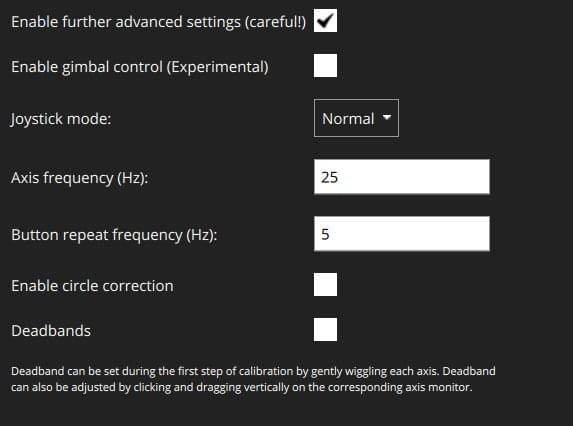 Enable further advanced settings (careful!)
Enable gimbal control (Experimental)
Joystick mode: Normal
Axis frequency (Hz): 25
Button repeat frequency (Hz): 5
Enable circle correction
Deadbands
Deadband can be set during the first step of calibration by gently wiggling each axis. Deadband
can also be adjusted by clicking and dragging vertically on the corresponding axis monitor.